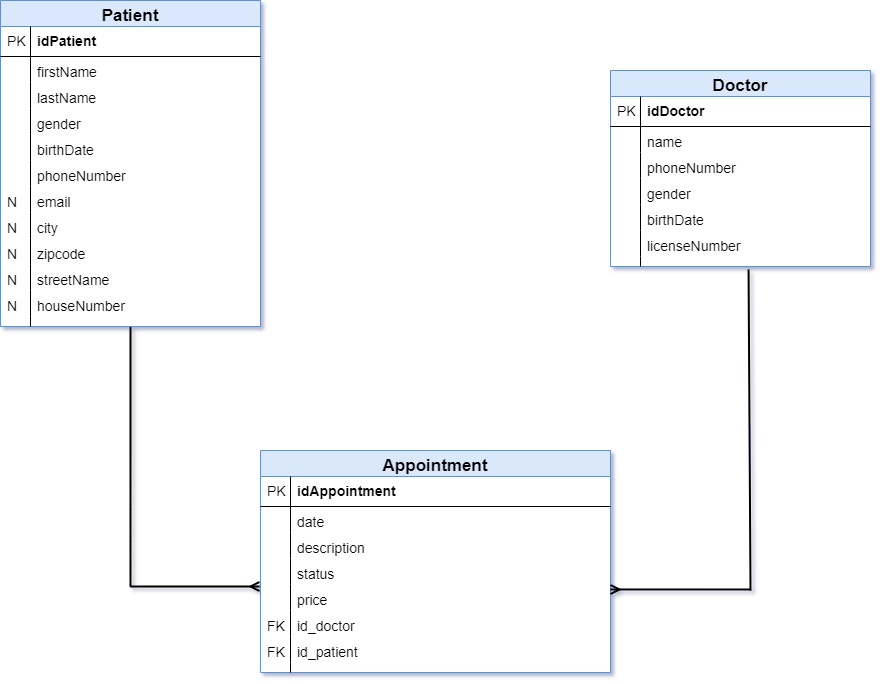 Patient
PK idPatient
firstName
lastName
gender
birthDate
phoneNumber
N email
N city
N zipcode
N streetName
N houseNumber
Doctor
PK idDoctor
name
phoneNumber
gender
birthDate
licenseNumber
Appointment
PK idAppointment
date
description
status
price
FK id_doctor
FK id_patient